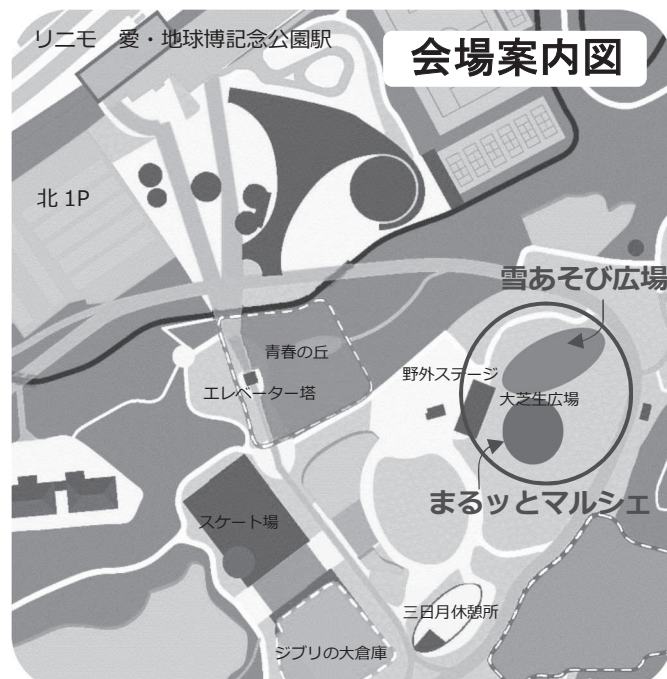 リニモ　愛・地球博記念公園駅
会場案内図
北 1P
雪あそび広場
青春の丘
野外ステージ
エレベーター塔
大芝生広場
まるッとマルシェ
スケート場
三日月休憩所
ジブリの大倉庫